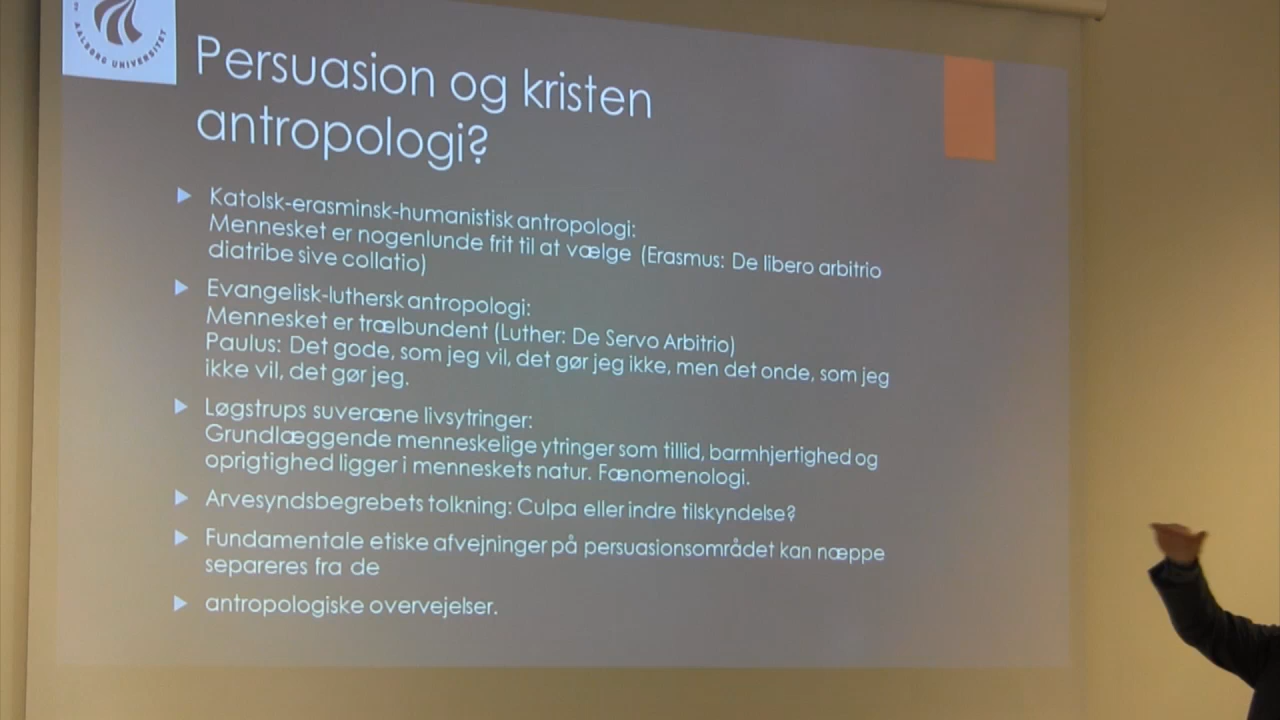 AALBORG UNIVERSITET
Persuasion og kristen
antropologi?
Katolsk-erasminsk-humanistisk antropologi:
Mennesket er nogenlunde frit til at vælge (Erasmus: De libero arbitrio
diatribe sive collatio)
Evangelisk-luthersk antropologi:
Mennesket er trælbundent (Luther: De Servo Arbitrio)
Paulus: Det gode, som jeg vil, det gør jeg ikke, men det onde, som jeg
ikke vil, det gør jeg.
Løgstrups suveræne livsytringer:
Grundlæggende menneskelige ytringer som tillid, barmhjertighed og
oprigtighed ligger i menneskets natur. Fænomenologi.
Arvesyndsbegrebets tolkning: Culpa eller indre tilskyndelse?
Fundamentale etiske afvejninger på persuasionsområdet kan næppe
separeres fra de
antropologiske overvejelser.